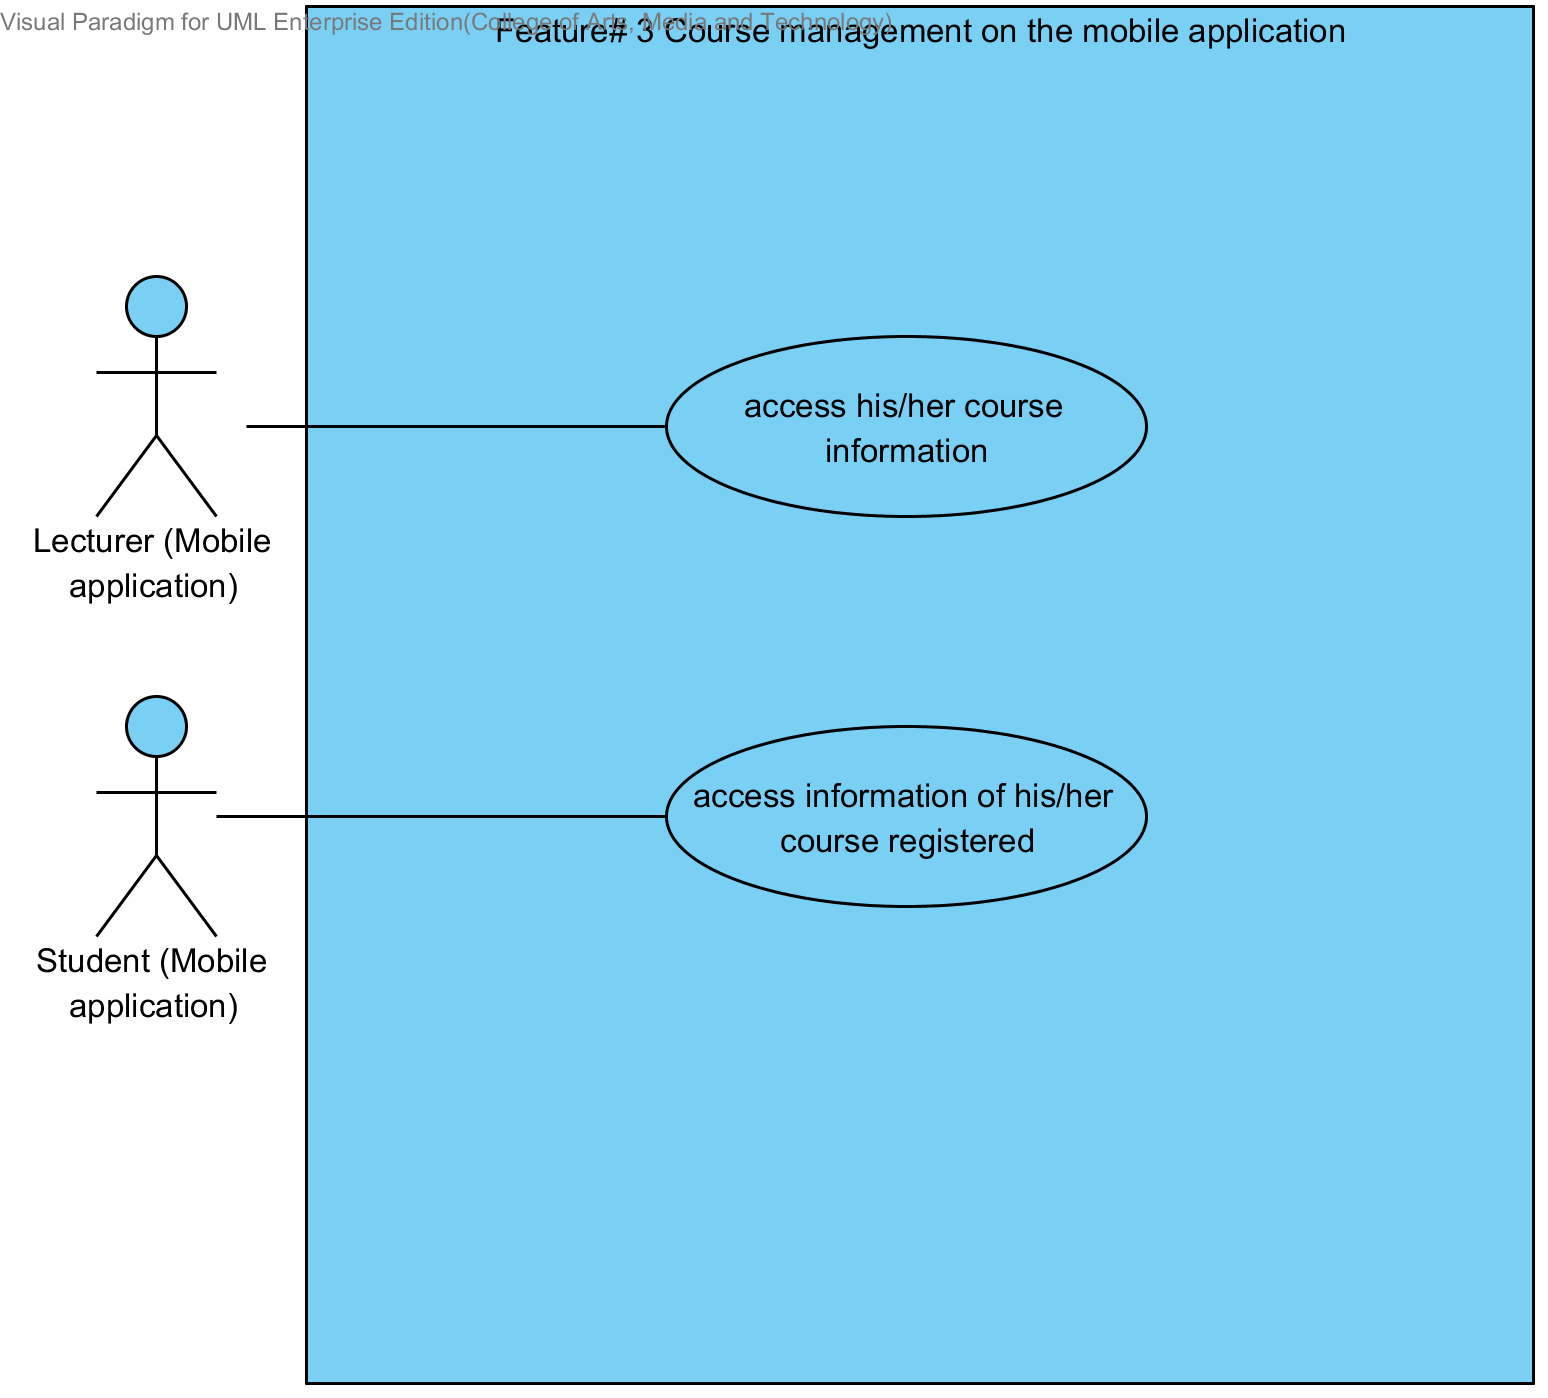 Visual Paradigm for UML Enterprise Edition(College of Arts, Media and Technology)
Feature# 3 Course management on the mobile application
access his/her course
information
Lecturer (Mobile
application)
access information of his/her
course registered
Student (Mobile
application)